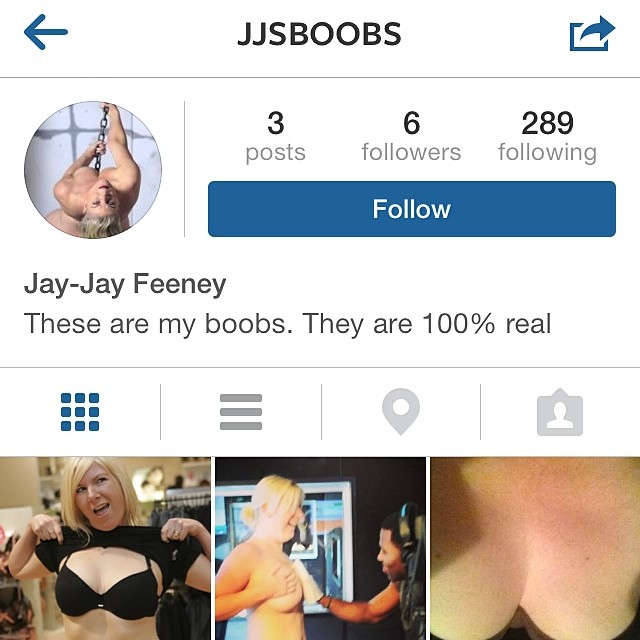 JJSBOOBS
3 6 289
posts followers following
Follow
Jay-Jay Feeney
These are my boobs. They are 100% real